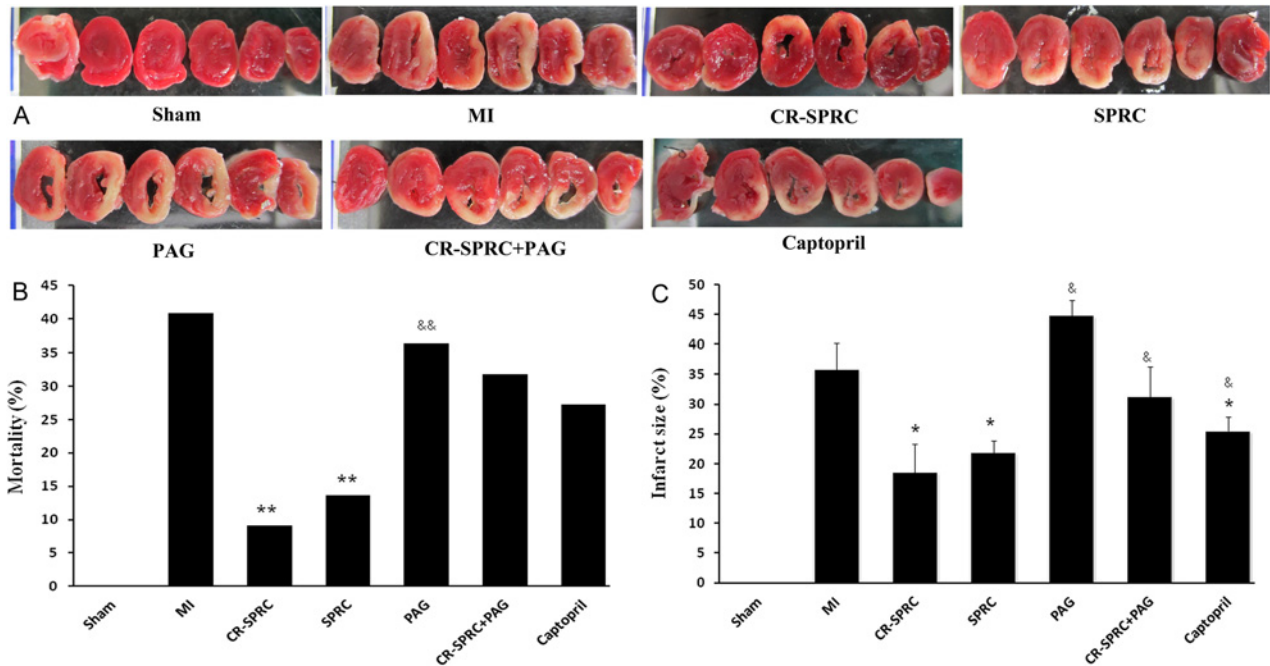 Sham
MI
CR-SPRC
SPRC
A
PAG
CR-SPRC+PAG
Captopril
B
Mortality (%)
45
40
35
30
25
20
15
10
5
0
**
**
&&
Sham
MI
CR-SPRC
SPRC
PAG
CR-SPRC+PAG
Captopril
C
Infarct size (%)
50
45
40
35
30
25
20
15
10
5
0
*
*
&
&
&
*
Sham
MI
CR-SPRC
SPRC
PAG
CR-SPRC+PAG
Captopril